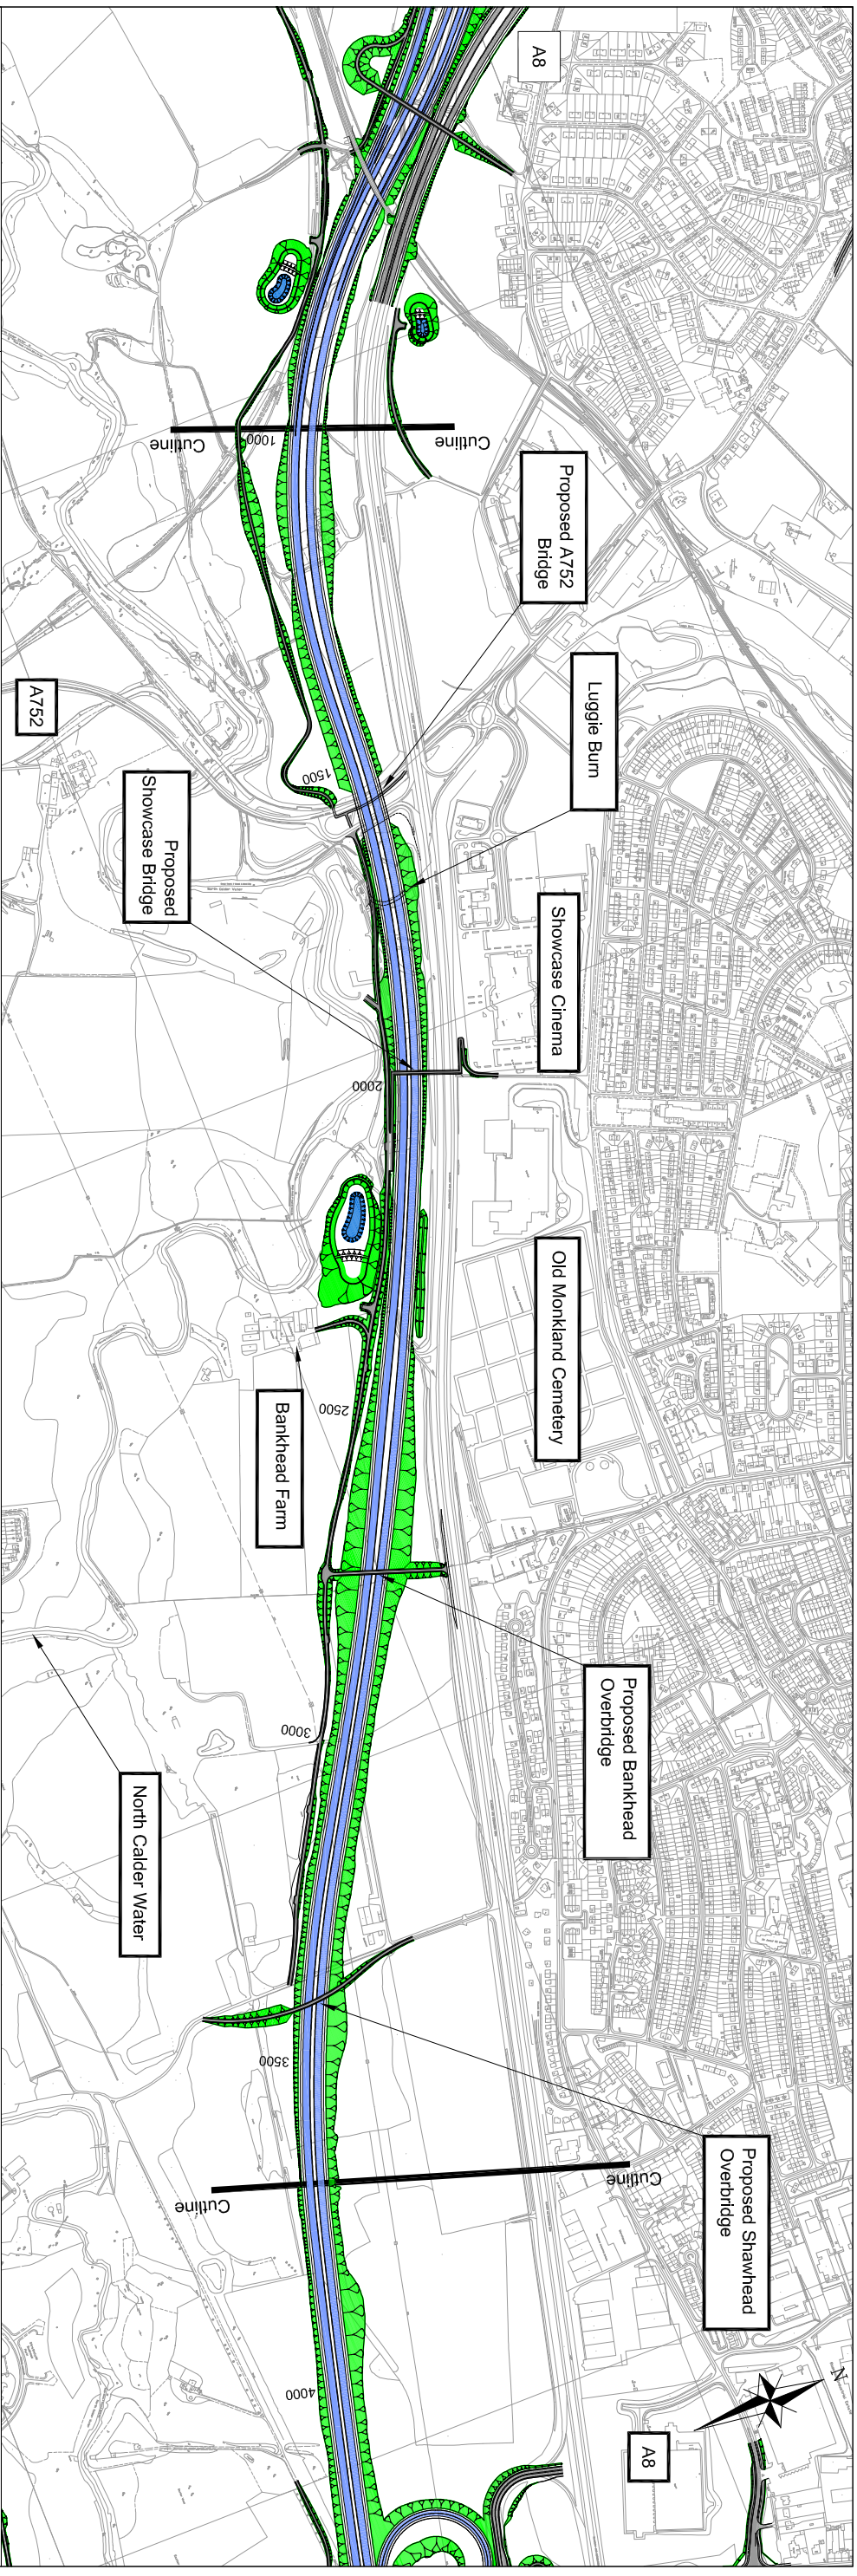 A8
Cutline
Cutline
1000
Proposed A752
Bridge
Luggie Burn
A752
1500
Proposed
Showcase Bridge
Showcase Cinema
2000
Old Monkland Cemetery
Bankhead Farm
2500
Proposed Bankhead
Overbridge
3000
North Calder Water
3500
Proposed Shawhead
Overbridge
Cutline
Cutline
4000
N
A8